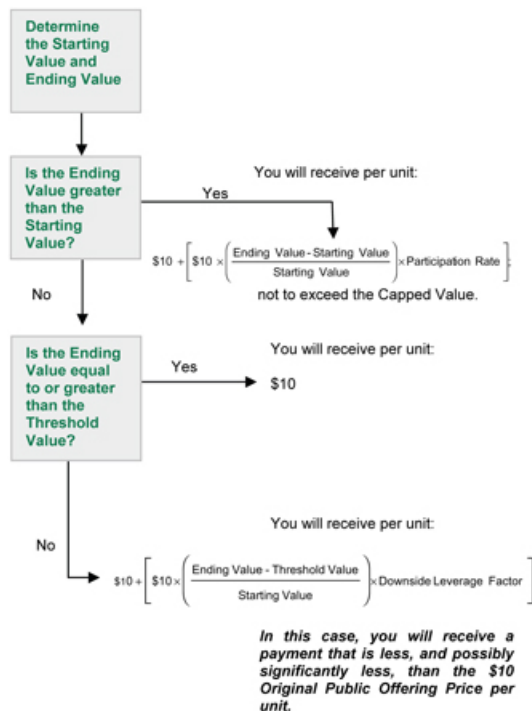 Determine
the Starting
Value and
Ending Value
Is the Ending
Value greater
than the
Starting
Value?
Yes
You will receive per unit:
$10 + [ $10 × ( Ending Value - Starting Value / Starting Value ) × Participation Rate ];
not to exceed the Capped Value.
No
Is the Ending
Value equal
to or greater
than the
Threshold
Value?
Yes
You will receive per unit:
$10
No
You will receive per unit:
$10 + [ $10 × ( Ending Value - Threshold Value / Starting Value ) × Downside Leverage Factor ]
In this case, you will receive a
payment that is less, and possibly
significantly less, than the $10
Original Public Offering Price per
unit.